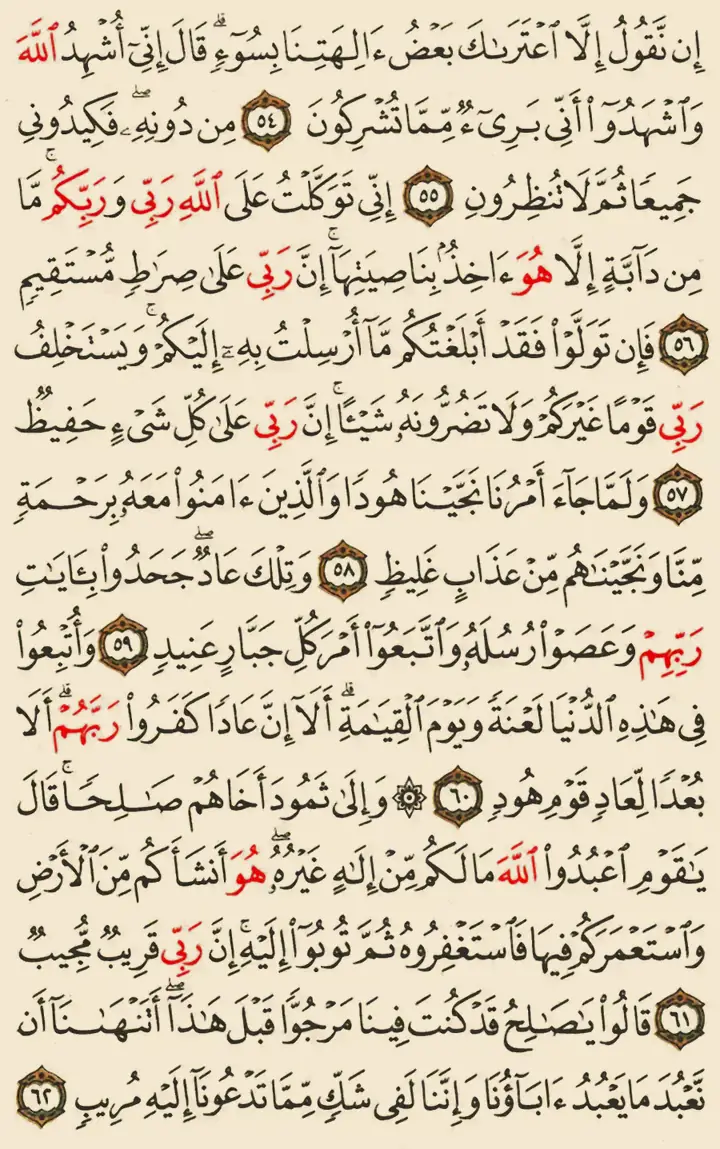 إِن نَّقُولُ إِلَّا ٱعْتَرَىٰكَ بَعْضُ ءَالِهَتِنَا بِسُوٓءٍۗ قَالَ إِنِّىٓ أُشْهِدُ ٱللَّهَ
وَٱشْهَدُوٓا۟ أَنِّى بَرِىٓءٌ مِّمَّا تُشْرِكُونَ ٥٤ مِن دُونِهِۦۖ فَكِيدُونِى
جَمِيعًا ثُمَّ لَا تُنظِرُونِ ٥٥ إِنِّى تَوَكَّلْتُ عَلَى ٱللَّهِ رَبِّى وَرَبِّكُمۚ مَّا
مِن دَآبَّةٍ إِلَّا هُوَ ءَاخِذٌۢ بِنَاصِيَتِهَآۚ إِنَّ رَبِّى عَلَىٰ صِرَٰطٍ مُّسْتَقِيمٍ
٥٦ فَإِن تَوَلَّوْا۟ فَقَدْ أَبْلَغْتُكُم مَّآ أُرْسِلْتُ بِهِۦٓ إِلَيْكُمْۚ وَيَسْتَخْلِفُ
رَبِّى قَوْمًا غَيْرَكُمْ وَلَا تَضُرُّونَهُۥ شَيْـًٔاۚ إِنَّ رَبِّى عَلَىٰ كُلِّ شَىْءٍ حَفِيظٌ
٥٧ وَلَمَّا جَآءَ أَمْرُنَا نَجَّيْنَا هُودًا وَٱلَّذِينَ ءَامَنُوا۟ مَعَهُۥ بِرَحْمَةٍ
مِّنَّا وَنَجَّيْنَٰهُم مِّنْ عَذَابٍ غَلِيظٍ ٥٨ وَتِلْكَ عَادٌۖ جَحَدُوا۟ بِـَٔايَٰتِ
رَبِّهِمْ وَعَصَوْا۟ رُسُلَهُۥ وَٱتَّبَعُوٓا۟ أَمْرَ كُلِّ جَبَّارٍ عَنِيدٍ ٥٩ وَأُتْبِعُوا۟
فِى هَٰذِهِ ٱلدُّنْيَا لَعْنَةً وَيَوْمَ ٱلْقِيَٰمَةِۗ أَلَآ إِنَّ عَادًا كَفَرُوا۟ رَبَّهُمْۗ أَلَا
بُعْدًا لِّعَادٍ قَوْمِ هُودٍ ٦٠ ۞ وَإِلَىٰ ثَمُودَ أَخَاهُمْ صَٰلِحًاۚ قَالَ
يَٰقَوْمِ ٱعْبُدُوا۟ ٱللَّهَ مَا لَكُم مِّنْ إِلَٰهٍ غَيْرُهُۥۖ هُوَ أَنشَأَكُم مِّنَ ٱلْأَرْضِ
وَٱسْتَعْمَرَكُمْ فِيهَا فَٱسْتَغْفِرُوهُ ثُمَّ تُوبُوٓا۟ إِلَيْهِۚ إِنَّ رَبِّى قَرِيبٌ مُّجِيبٌ
٦١ قَالُوا۟ يَٰصَٰلِحُ قَدْ كُنتَ فِينَا مَرْجُوًّا قَبْلَ هَٰذَآۖ أَتَنْهَىٰنَآ أَن
نَّعْبُدَ مَا يَعْبُدُ ءَابَآؤُنَا وَإِنَّنَا لَفِى شَكٍّ مِّمَّا تَدْعُونَآ إِلَيْهِ مُرِيبٍ ٦٢